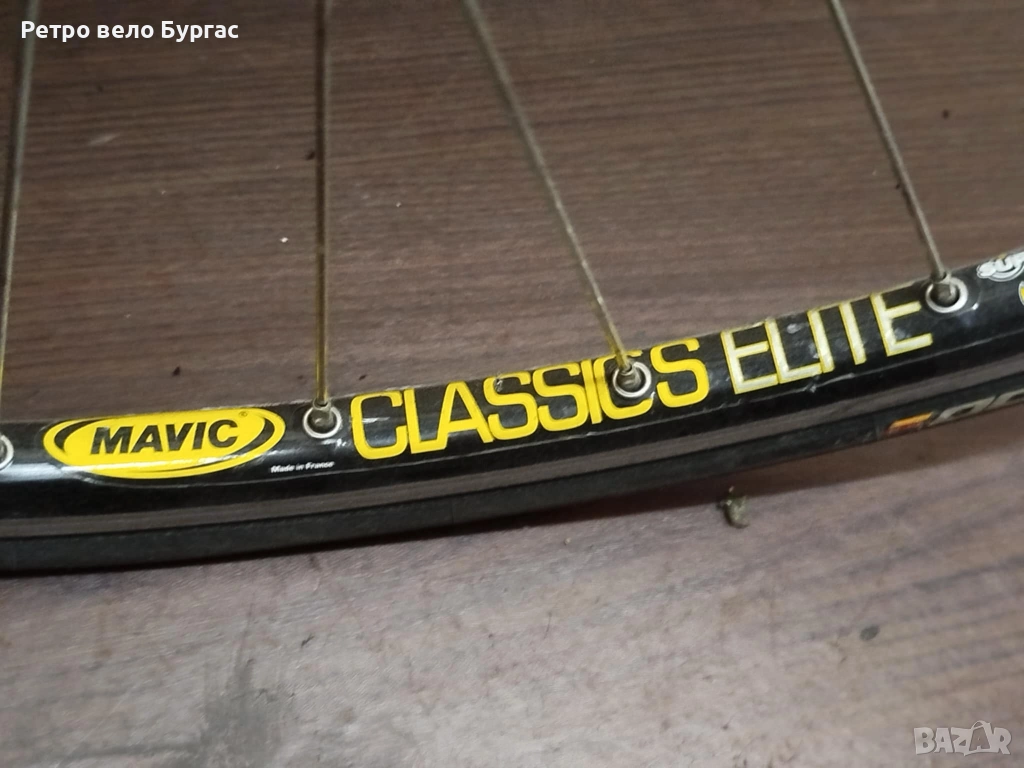 Ретро вело Бургас
MAVIC®
Made in France
CLASSICS ELITE
BAZAR